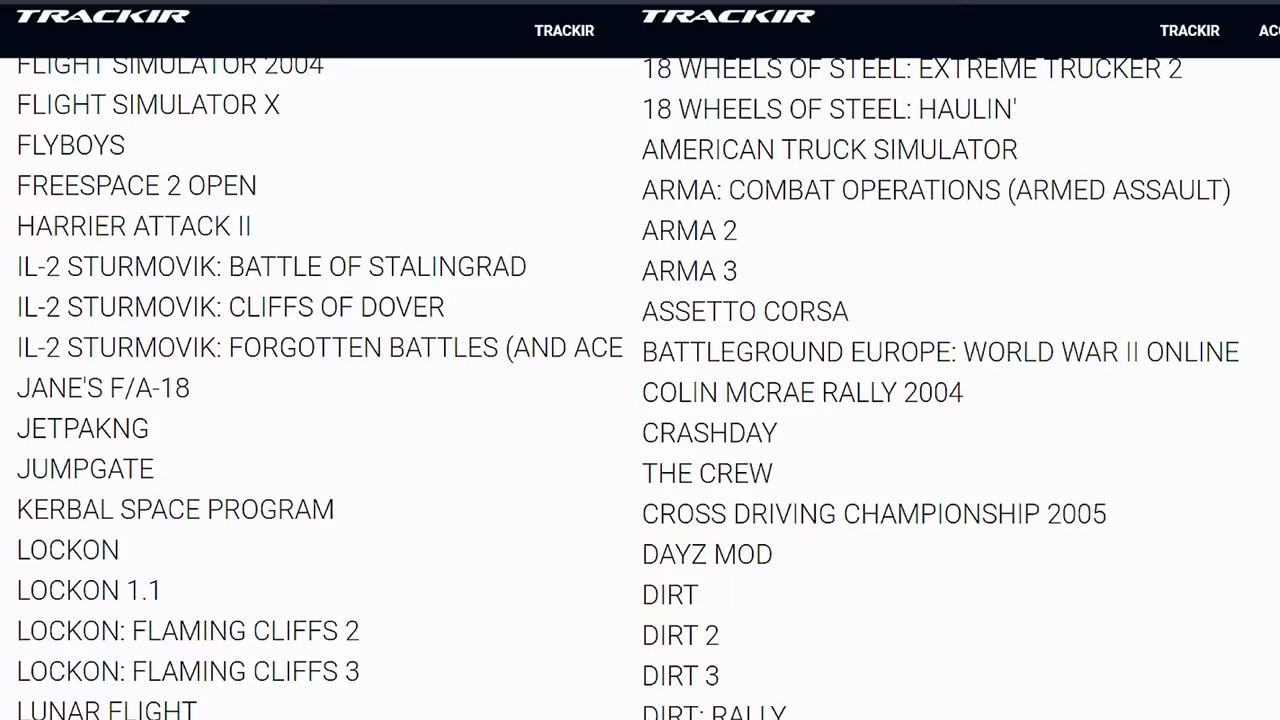 TRACKIR
TRACKIR
FLIGHT SIMULATOR 2004
FLIGHT SIMULATOR X
FLYBOYS
FREESPACE 2 OPEN
HARRIER ATTACK II
IL-2 STURMOVIK: BATTLE OF STALINGRAD
IL-2 STURMOVIK: CLIFFS OF DOVER
IL-2 STURMOVIK: FORGOTTEN BATTLES (AND ACE
JANE'S F/A-18
JETPAKNG
JUMPGATE
KERBAL SPACE PROGRAM
LOCKON
LOCKON 1.1
LOCKON: FLAMING CLIFFS 2
LOCKON: FLAMING CLIFFS 3
LUNAR FLIGHT
TRACKIR
TRACKIR ACC
18 WHEELS OF STEEL: EXTREME TRUCKER 2
18 WHEELS OF STEEL: HAULIN'
AMERICAN TRUCK SIMULATOR
ARMA: COMBAT OPERATIONS (ARMED ASSAULT)
ARMA 2
ARMA 3
ASSETTO CORSA
BATTLEGROUND EUROPE: WORLD WAR II ONLINE
COLIN MCRAE RALLY 2004
CRASHDAY
THE CREW
CROSS DRIVING CHAMPIONSHIP 2005
DAYZ MOD
DIRT
DIRT 2
DIRT 3
DIRT: RALLY